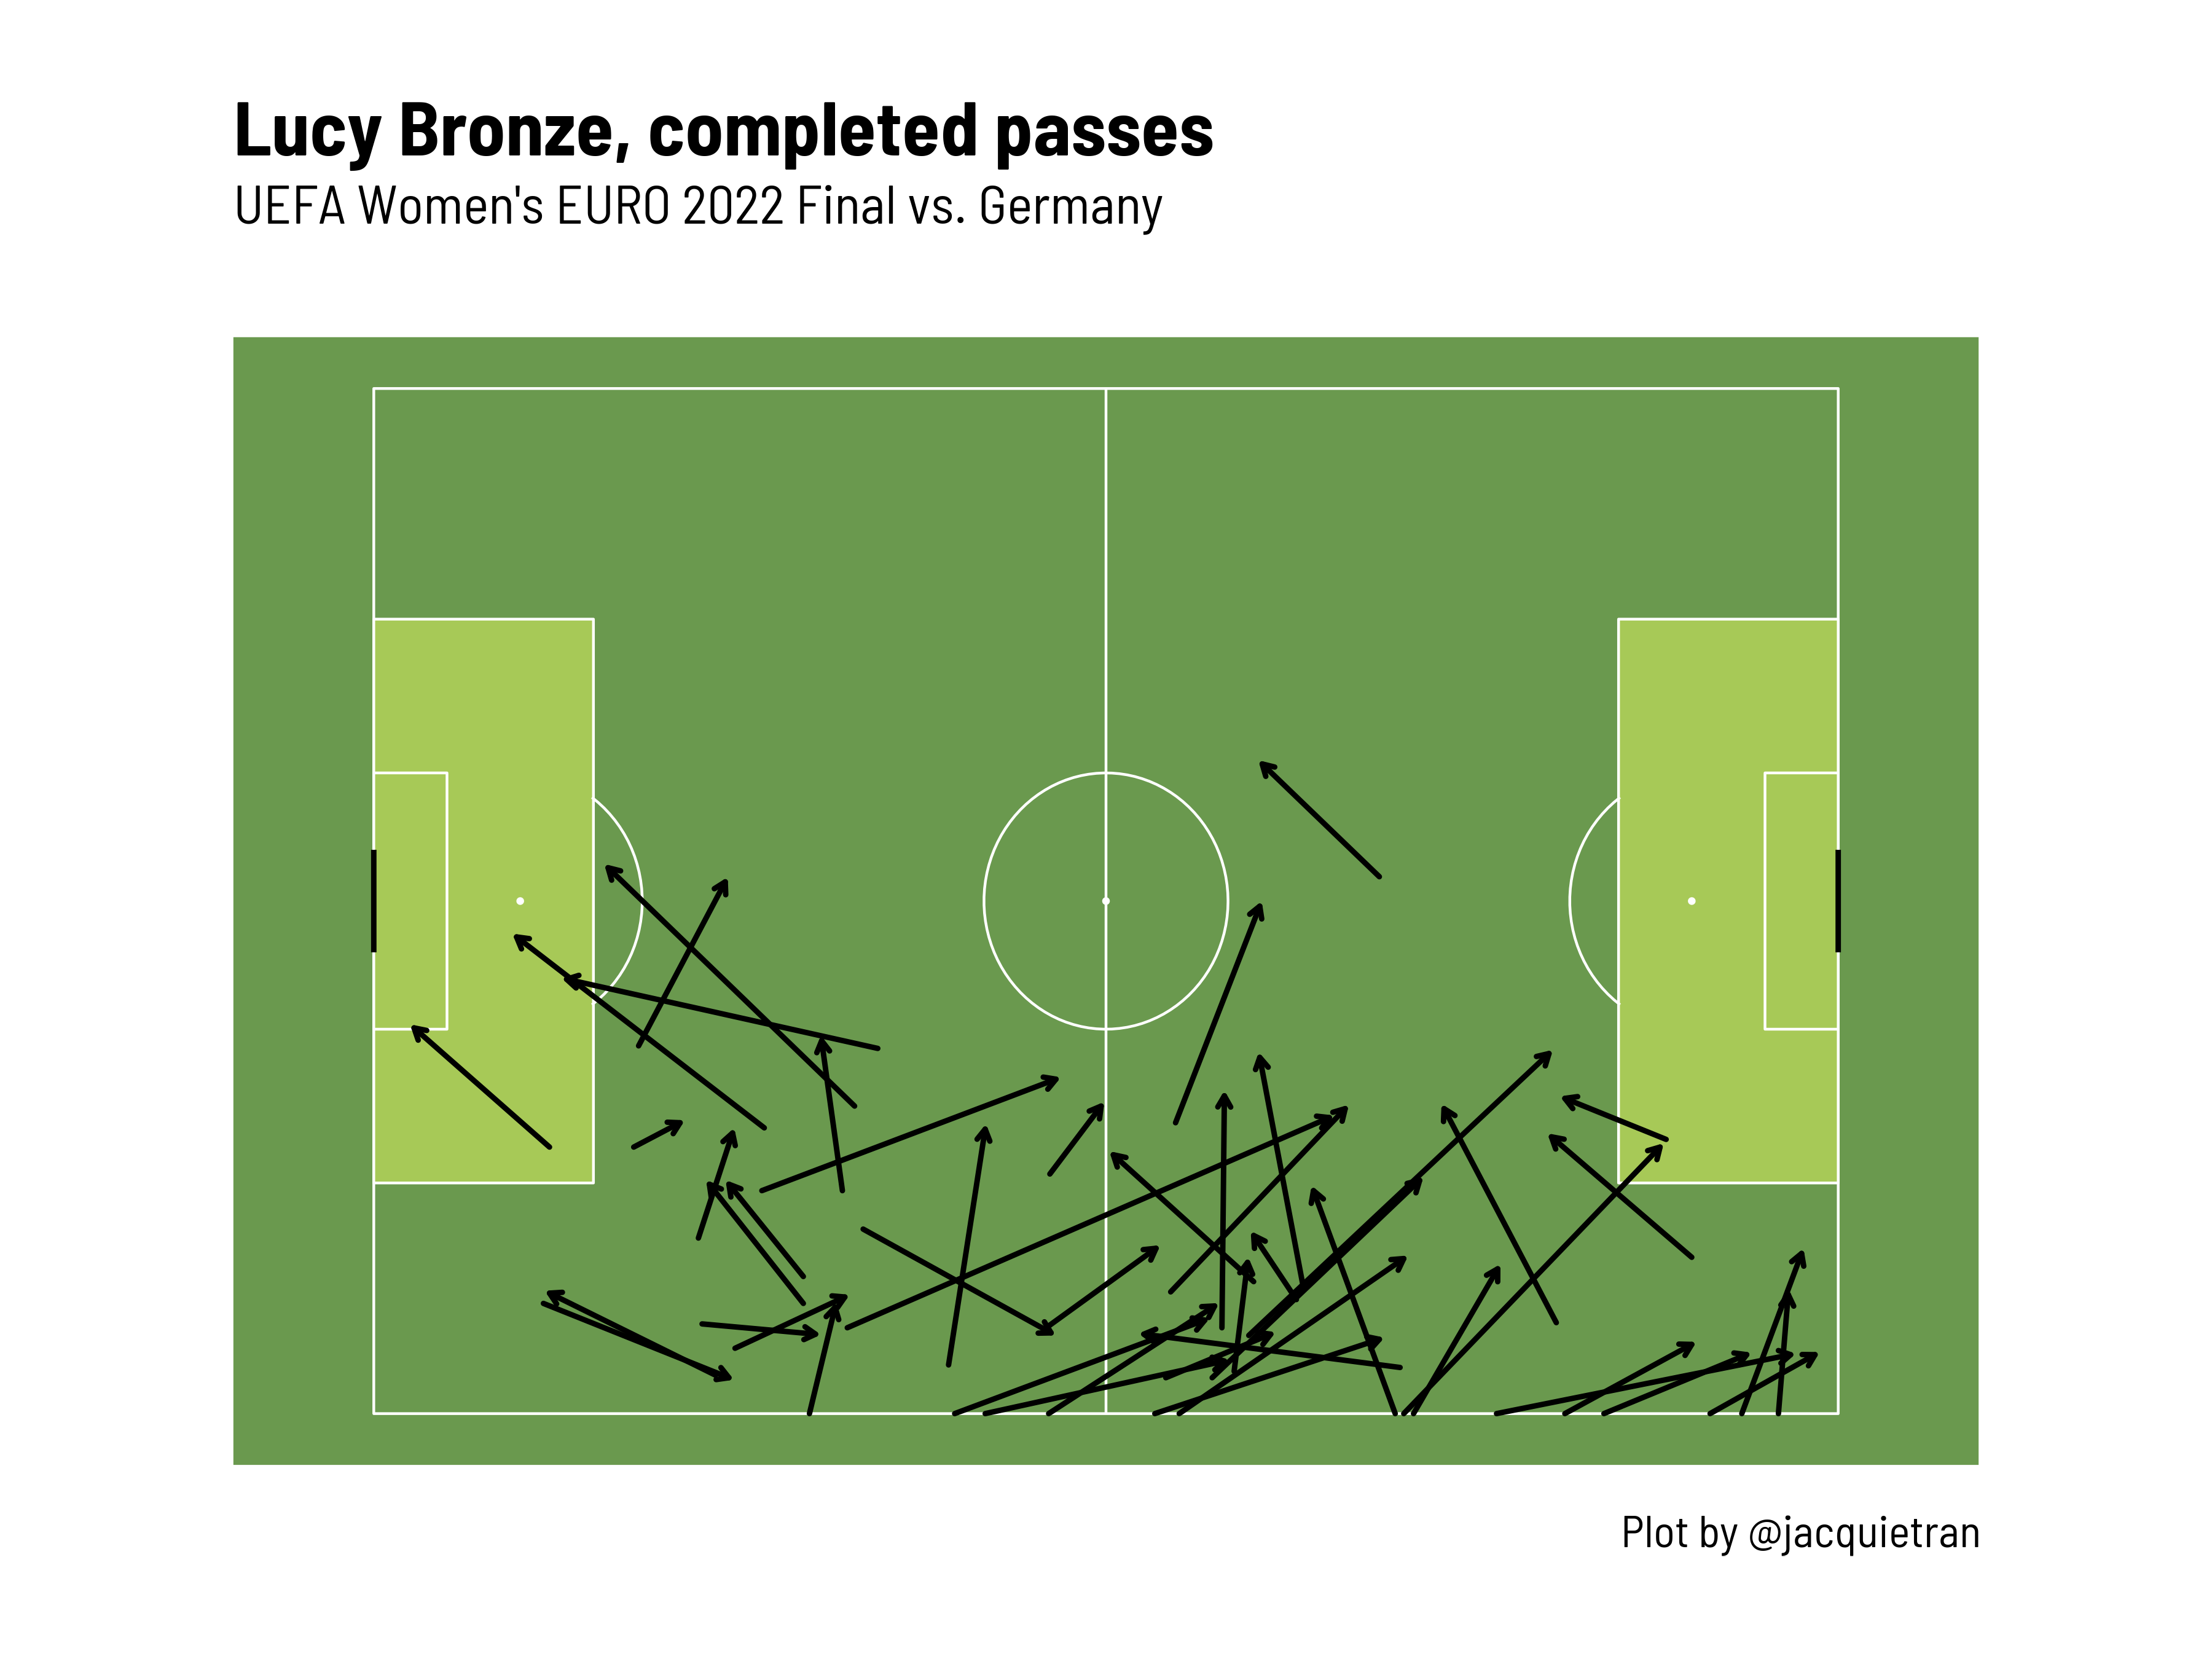 Lucy Bronze, completed passes
UEFA Women's EURO 2022 Final vs. Germany
Plot by @jacquietran